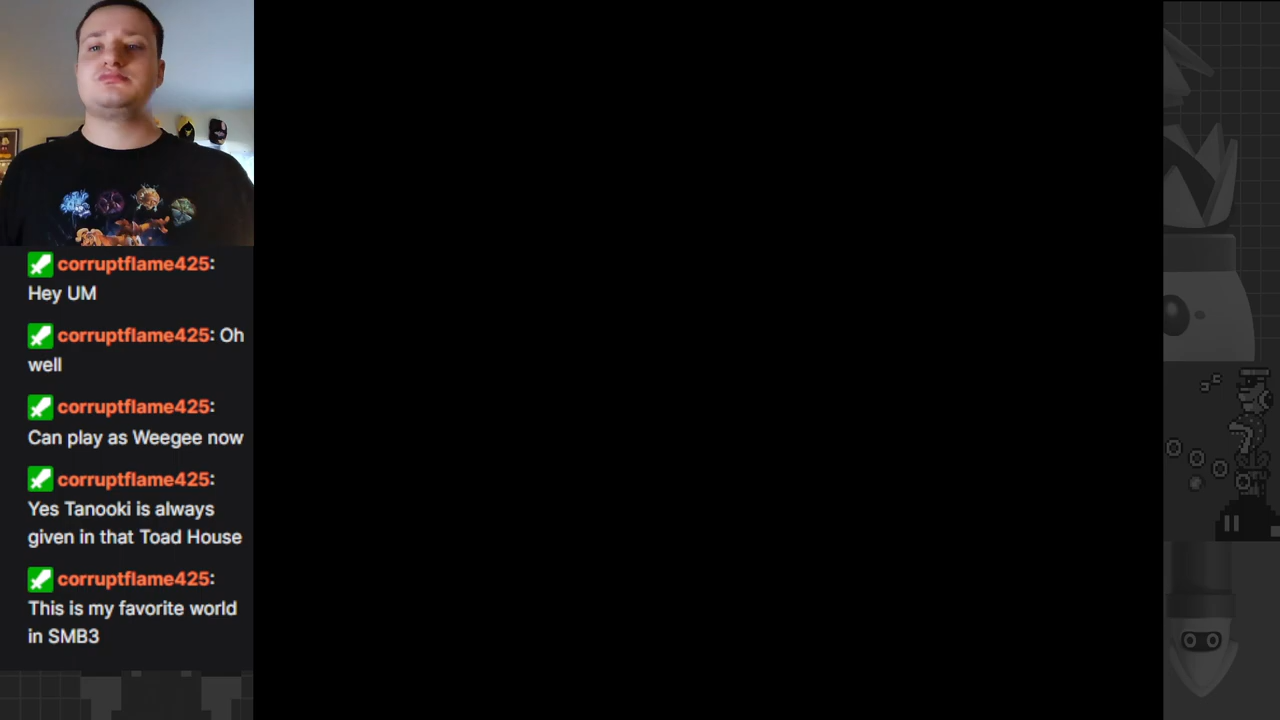 corruptflame425:
Hey UM
corruptflame425: Oh
well
corruptflame425:
Can play as Weegee now
corruptflame425:
Yes Tanooki is always
given in that Toad House
corruptflame425:
This is my favorite world
in SMB3